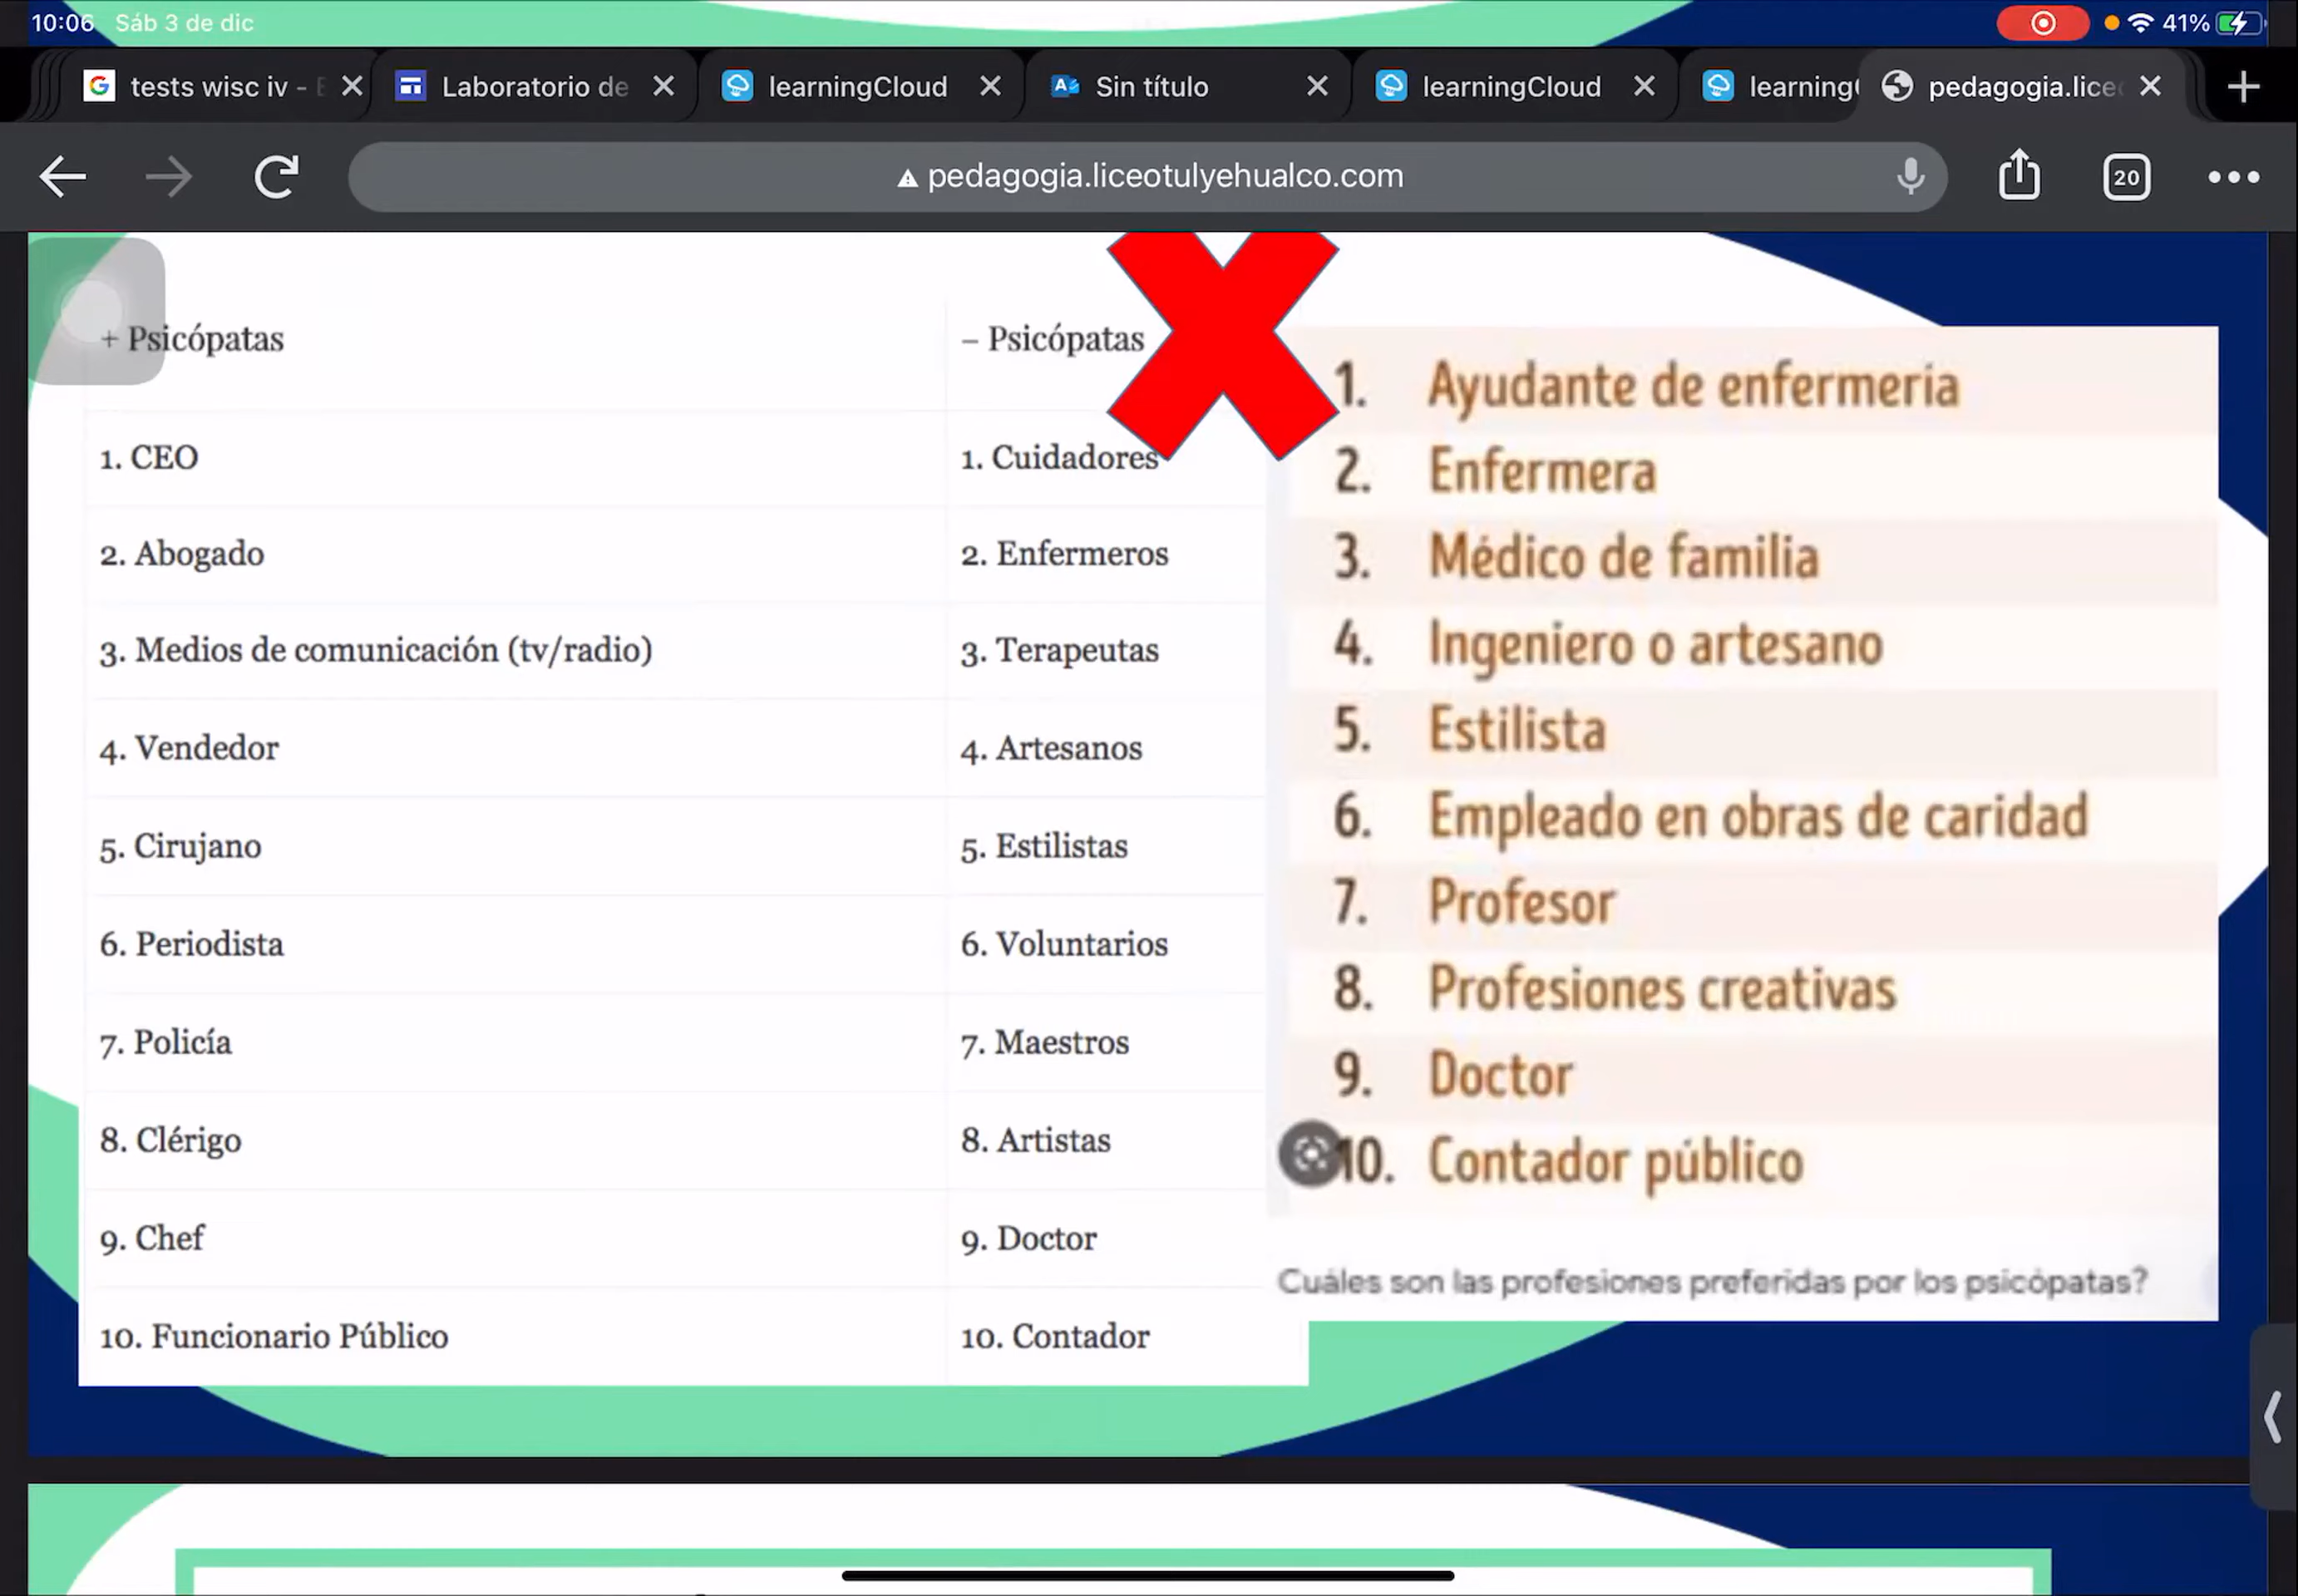 10:06 Sáb 3 de dic
41%
tests wisc iv -
Laboratorio de
learningCloud
Sin título
learningCloud
learning
pedagogia.lice
pedagogia.liceotulyehualco.com
20
+ Psicópatas
– Psicópatas
1. CEO
1. Cuidadores
2. Abogado
2. Enfermeros
3. Medios de comunicación (tv/radio)
3. Terapeutas
4. Vendedor
4. Artesanos
5. Cirujano
5. Estilistas
6. Periodista
6. Voluntarios
7. Policía
7. Maestros
8. Clérigo
8. Artistas
9. Chef
9. Doctor
10. Funcionario Público
10. Contador
1. Ayudante de enfermería
2. Enfermera
3. Médico de familia
4. Ingeniero o artesano
5. Estilista
6. Empleado en obras de caridad
7. Profesor
8. Profesiones creativas
9. Doctor
10. Contador público
Cuáles son las profesiones preferidas por los psicópatas?